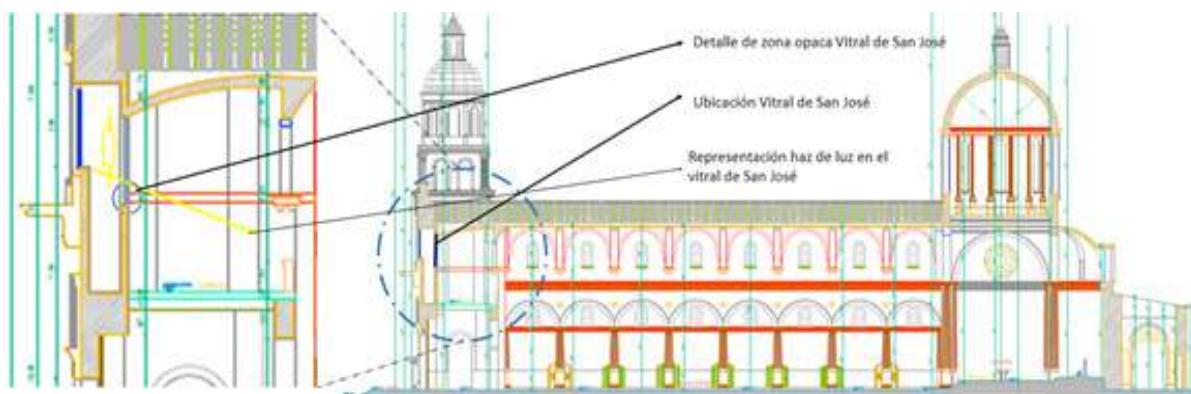 Detalle de zona opaca Vitral de San José
Ubicación Vitral de San José
Representación haz de luz en el
vitral de San José